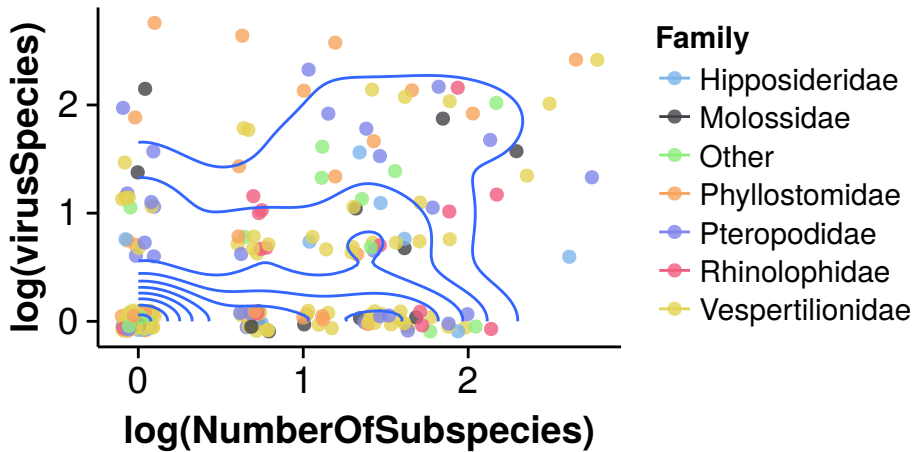 log(virusSpecies)
2
1
0
0 1 2
log(NumberOfSubspecies)
Family
Hipposideridae
Molossidae
Other
Phyllostomidae
Pteropodidae
Rhinolophidae
Vespertilionidae